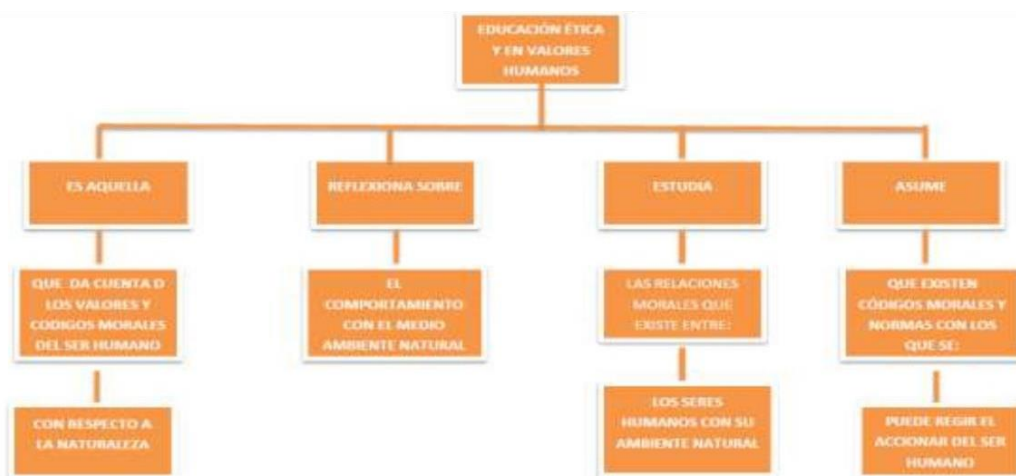 EDUCACIÓN ÉTICA
Y EN VALORES
HUMANOS
ES AQUELLA
REFLEXIONA SOBRE
ESTUDIA
ASUME
QUE DA CUENTA D
LOS VALORES Y
CÓDIGOS MORALES
DEL SER HUMANO
EL
COMPORTAMIENTO
CON EL MEDIO
AMBIENTE NATURAL
LAS RELACIONES
MORALES QUE
EXISTE ENTRE:
QUE EXISTEN
CÓDIGOS MORALES Y
NORMAS CON LOS
QUE SE:
CON RESPECTO A
LA NATURALEZA
LOS SERES
HUMANOS CON SU
AMBIENTE NATURAL
PUEDE REGIR EL
ACCIONAR DEL SER
HUMANO